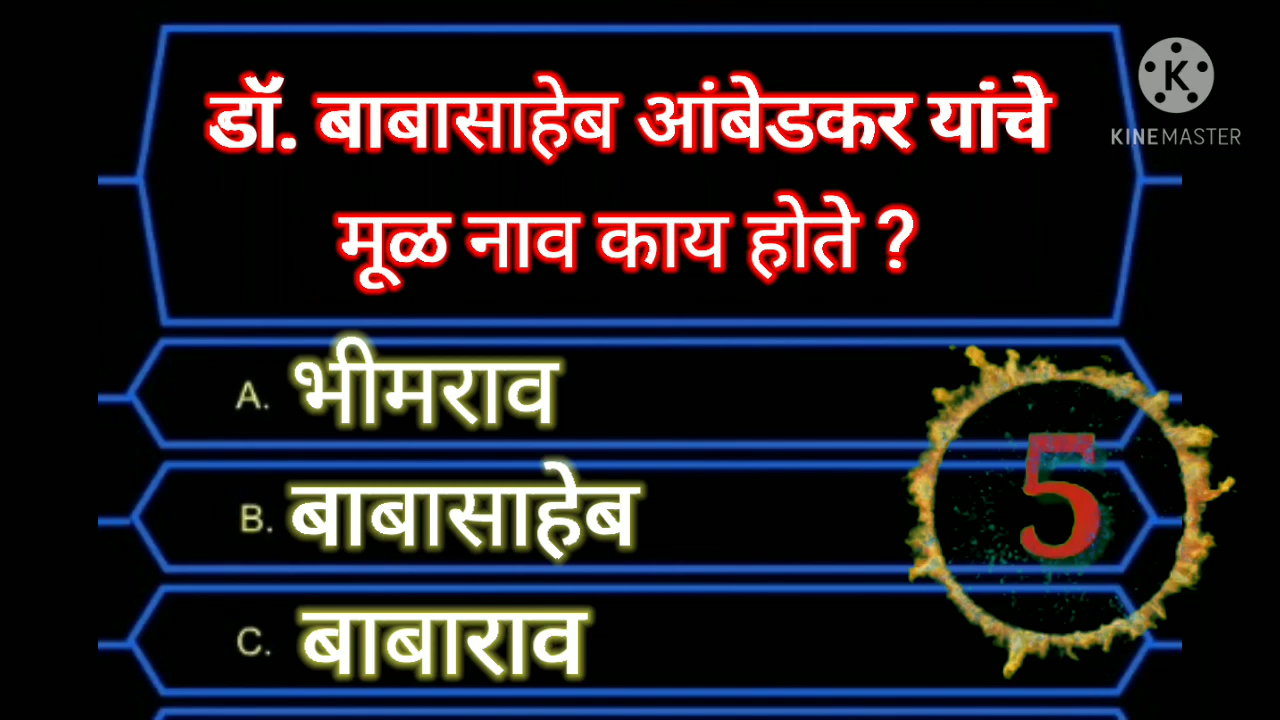 डॉ. बाबासाहेब आंबेडकर यांचे
मूळ नाव काय होते ?
K
KINEMASTER
A. भीमराव
B. बाबासाहेब
5
C. बाबाराव